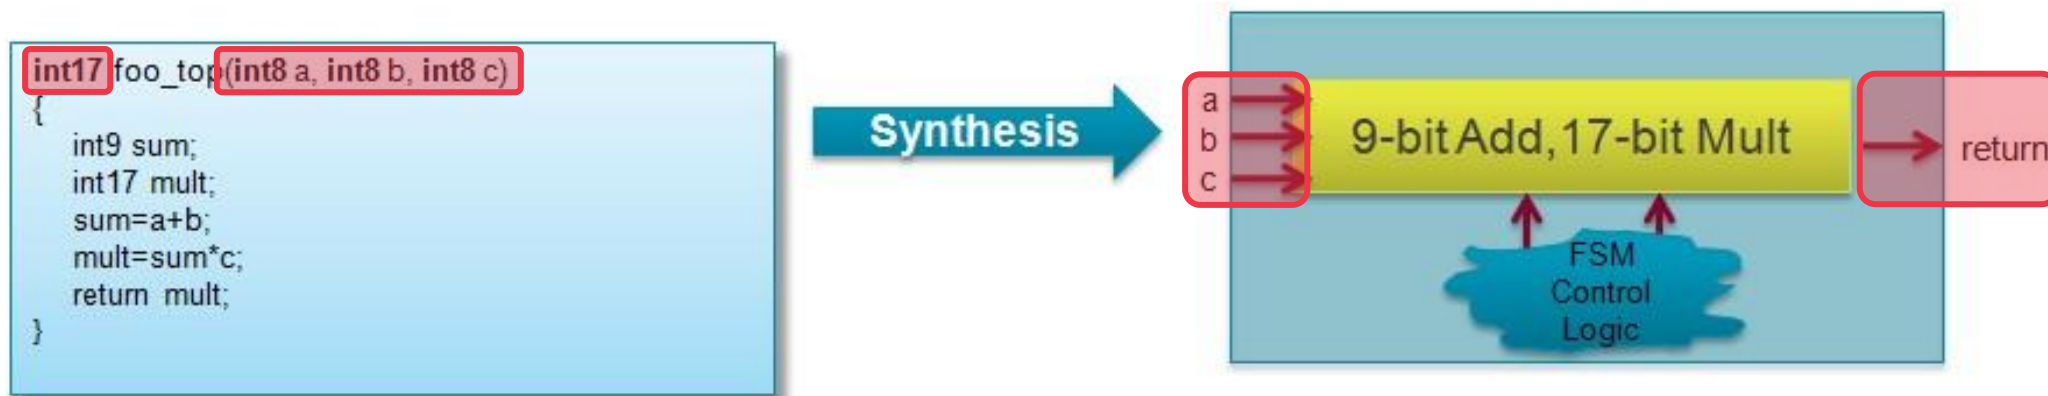 int17 foo_top(int8 a, int8 b, int8 c)
{
int9 sum;
int17 mult;
sum=a+b;
mult=sum*c;
return mult;
}
Synthesis
a
b
c
9-bit Add,17-bit Mult
return
FSM
Control
Logic